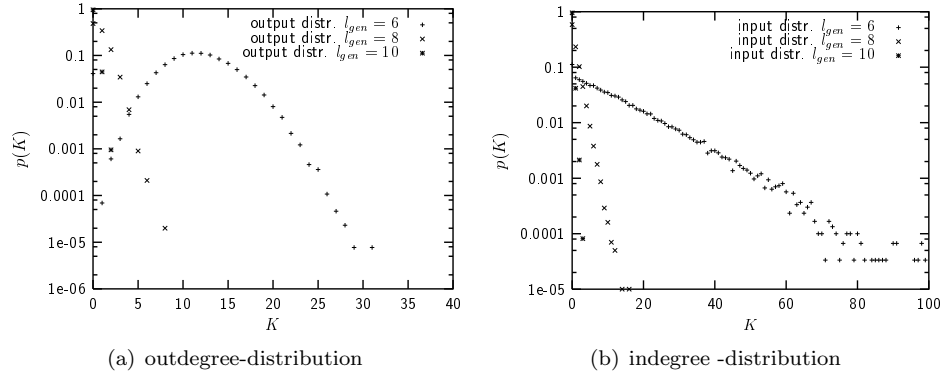 output distr. l_gen = 6
output distr. l_gen = 8
output distr. l_gen = 10
1
0.1
0.01
0.001
0.0001
1e-05
1e-06
p(K)
0 5 10 15 20 25 30 35 40
K
(a) outdegree-distribution
input distr. l_gen = 6
input distr. l_gen = 8
input distr. l_gen = 10
1
0.1
0.01
0.001
0.0001
1e-05
p(K)
0 20 40 60 80 100
K
(b) indegree -distribution